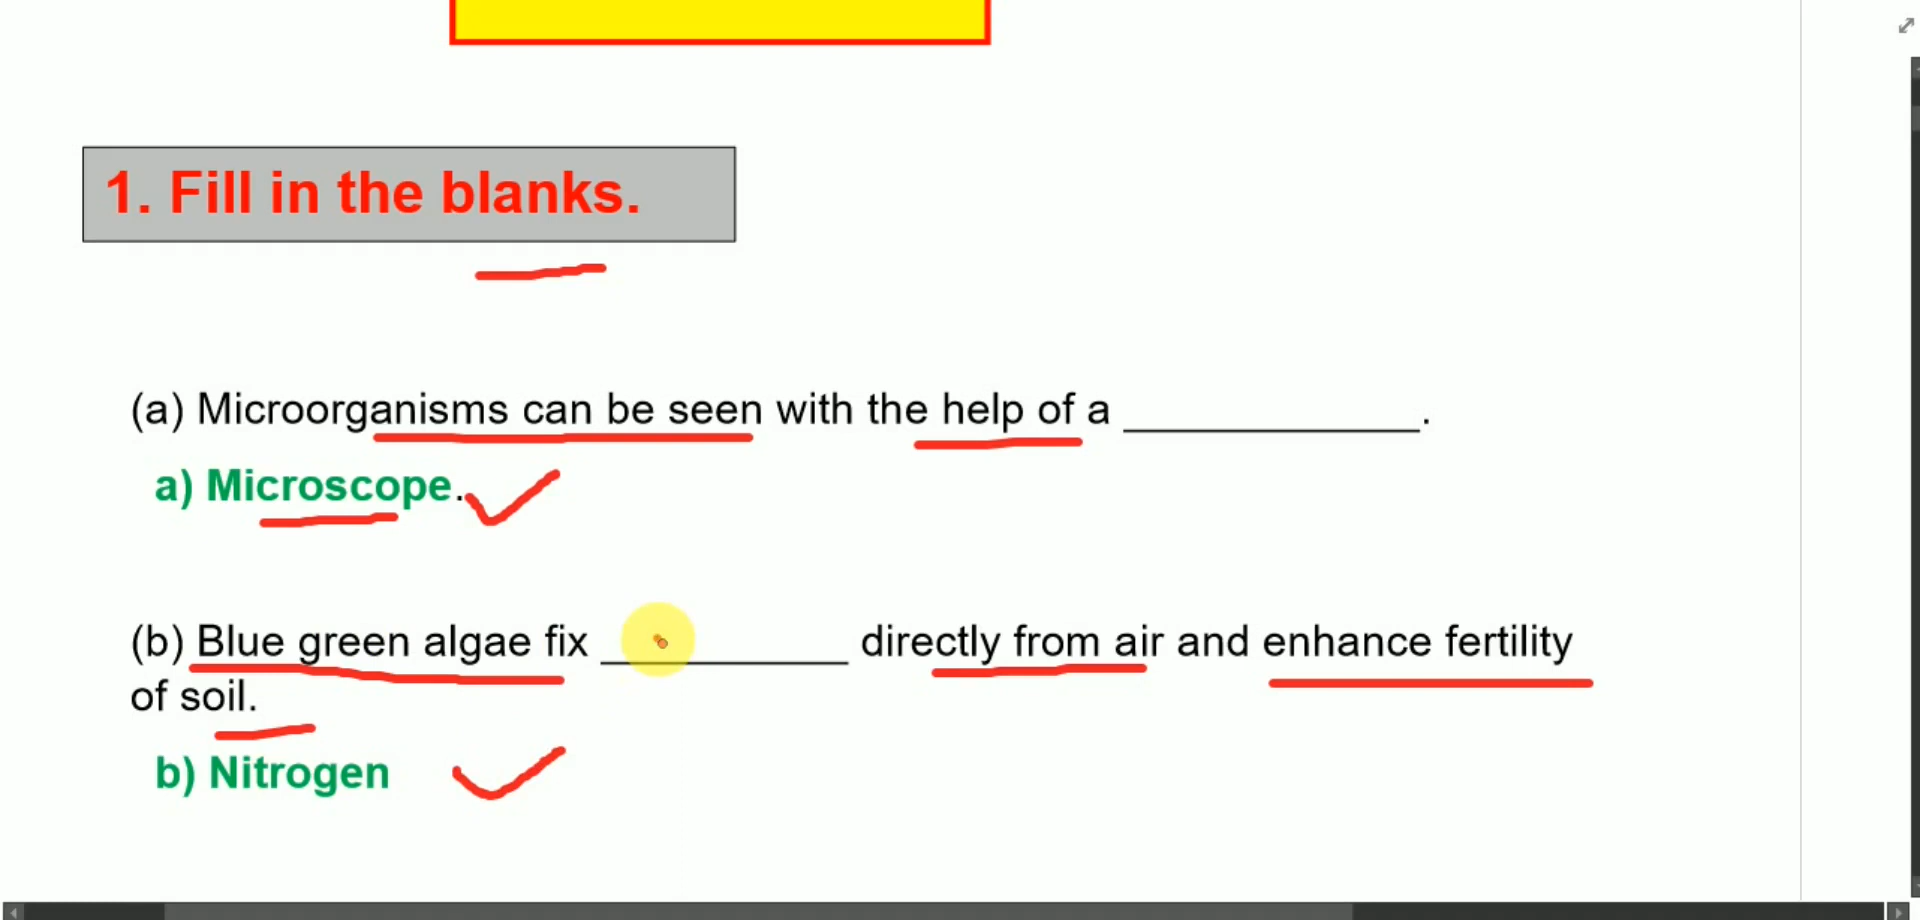 1. Fill in the blanks.
(a) Microorganisms can be seen with the help of a ____________.
a) Microscope.
(b) Blue green algae fix __________ directly from air and enhance fertility
of soil.
b) Nitrogen